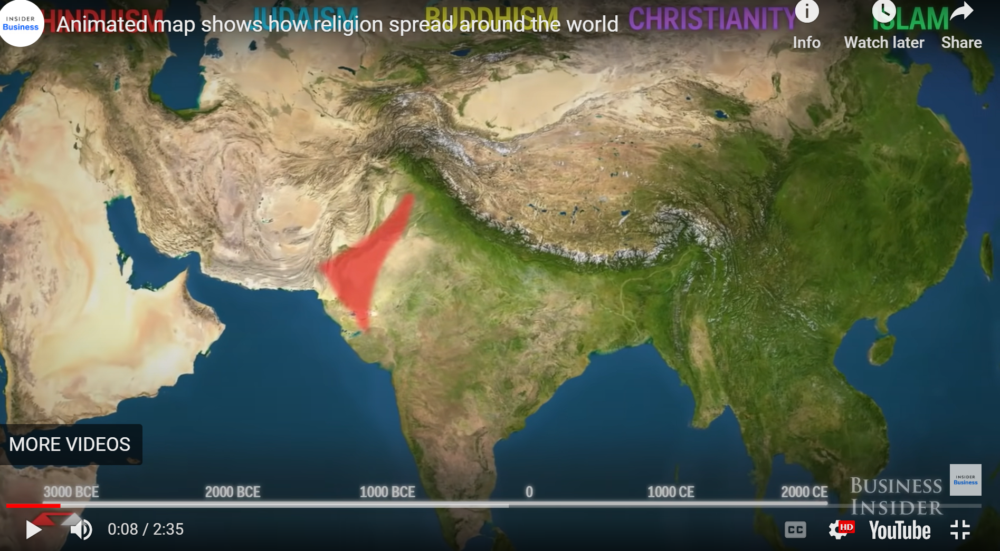 HINDUISM JUDAISM BUDDHISM CHRISTIANITY ISLAM
INSIDER
Business
Animated map shows how religion spread around the world
Info Watch later Share
MORE VIDEOS
3000 BCE 2000 BCE 1000 BCE 0 1000 CE 2000 CE
BUSINESS
INSIDER
INSIDER
Business
0:08 / 2:35
CC
HD
YouTube